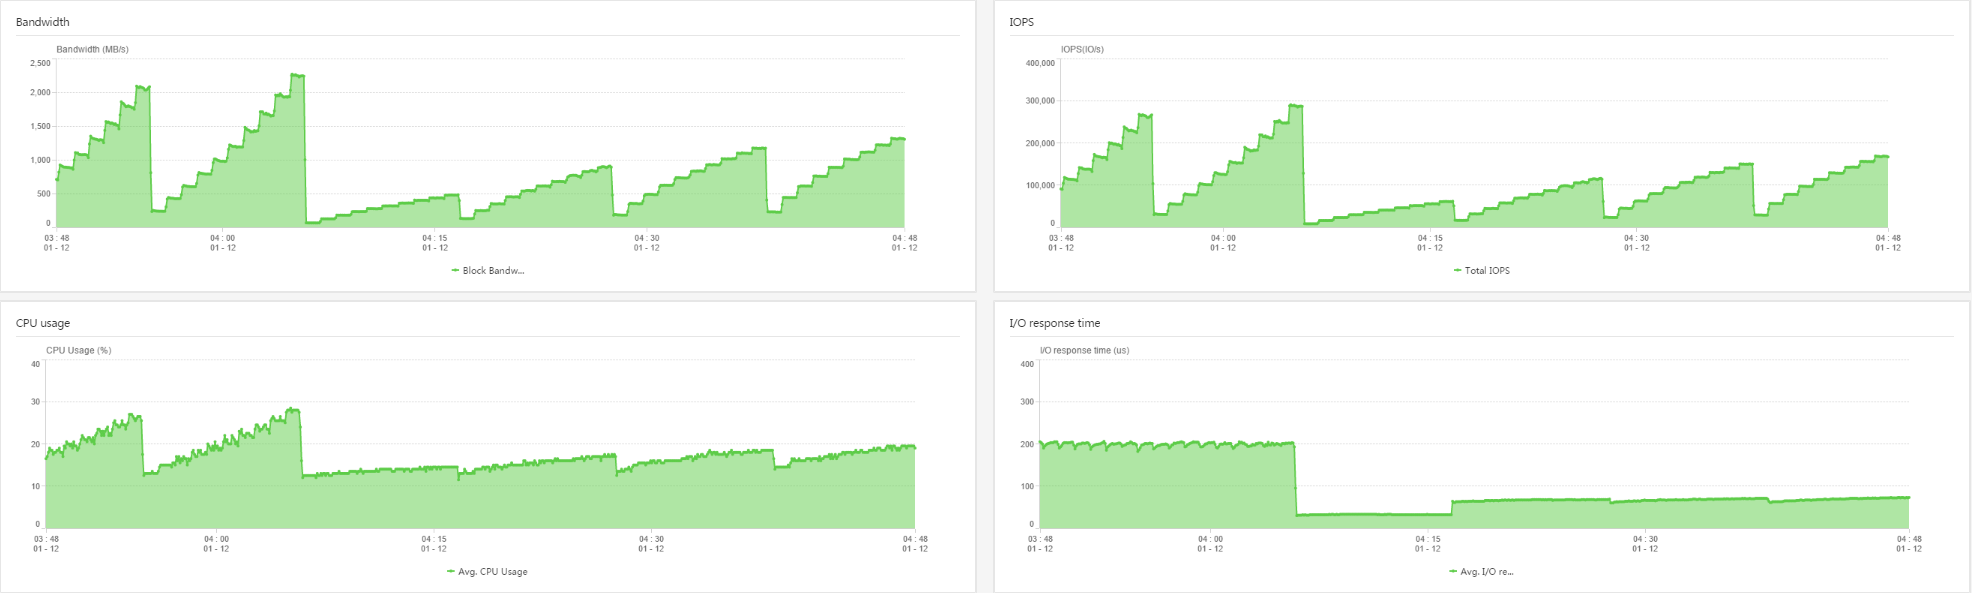 Bandwidth
Bandwidth (MB/s)
2,500
2,000
1,500
1,000
500
0
03 : 48
01 - 12
04 : 00
01 - 12
04 : 15
01 - 12
04 : 30
01 - 12
04 : 48
01 - 12
Block Bandw...
IOPS
IOPS(IO/s)
400,000
300,000
200,000
100,000
0
03 : 48
01 - 12
04 : 00
01 - 12
04 : 15
01 - 12
04 : 30
01 - 12
04 : 48
01 - 12
Total IOPS
CPU usage
CPU Usage (%)
40
30
20
10
0
03 : 48
01 - 12
04 : 00
01 - 12
04 : 15
01 - 12
04 : 30
01 - 12
04 : 48
01 - 12
Avg. CPU Usage
I/O response time
I/O response time (us)
400
300
200
100
0
03 : 48
01 - 12
04 : 00
01 - 12
04 : 15
01 - 12
04 : 30
01 - 12
04 : 48
01 - 12
Avg. I/O re...